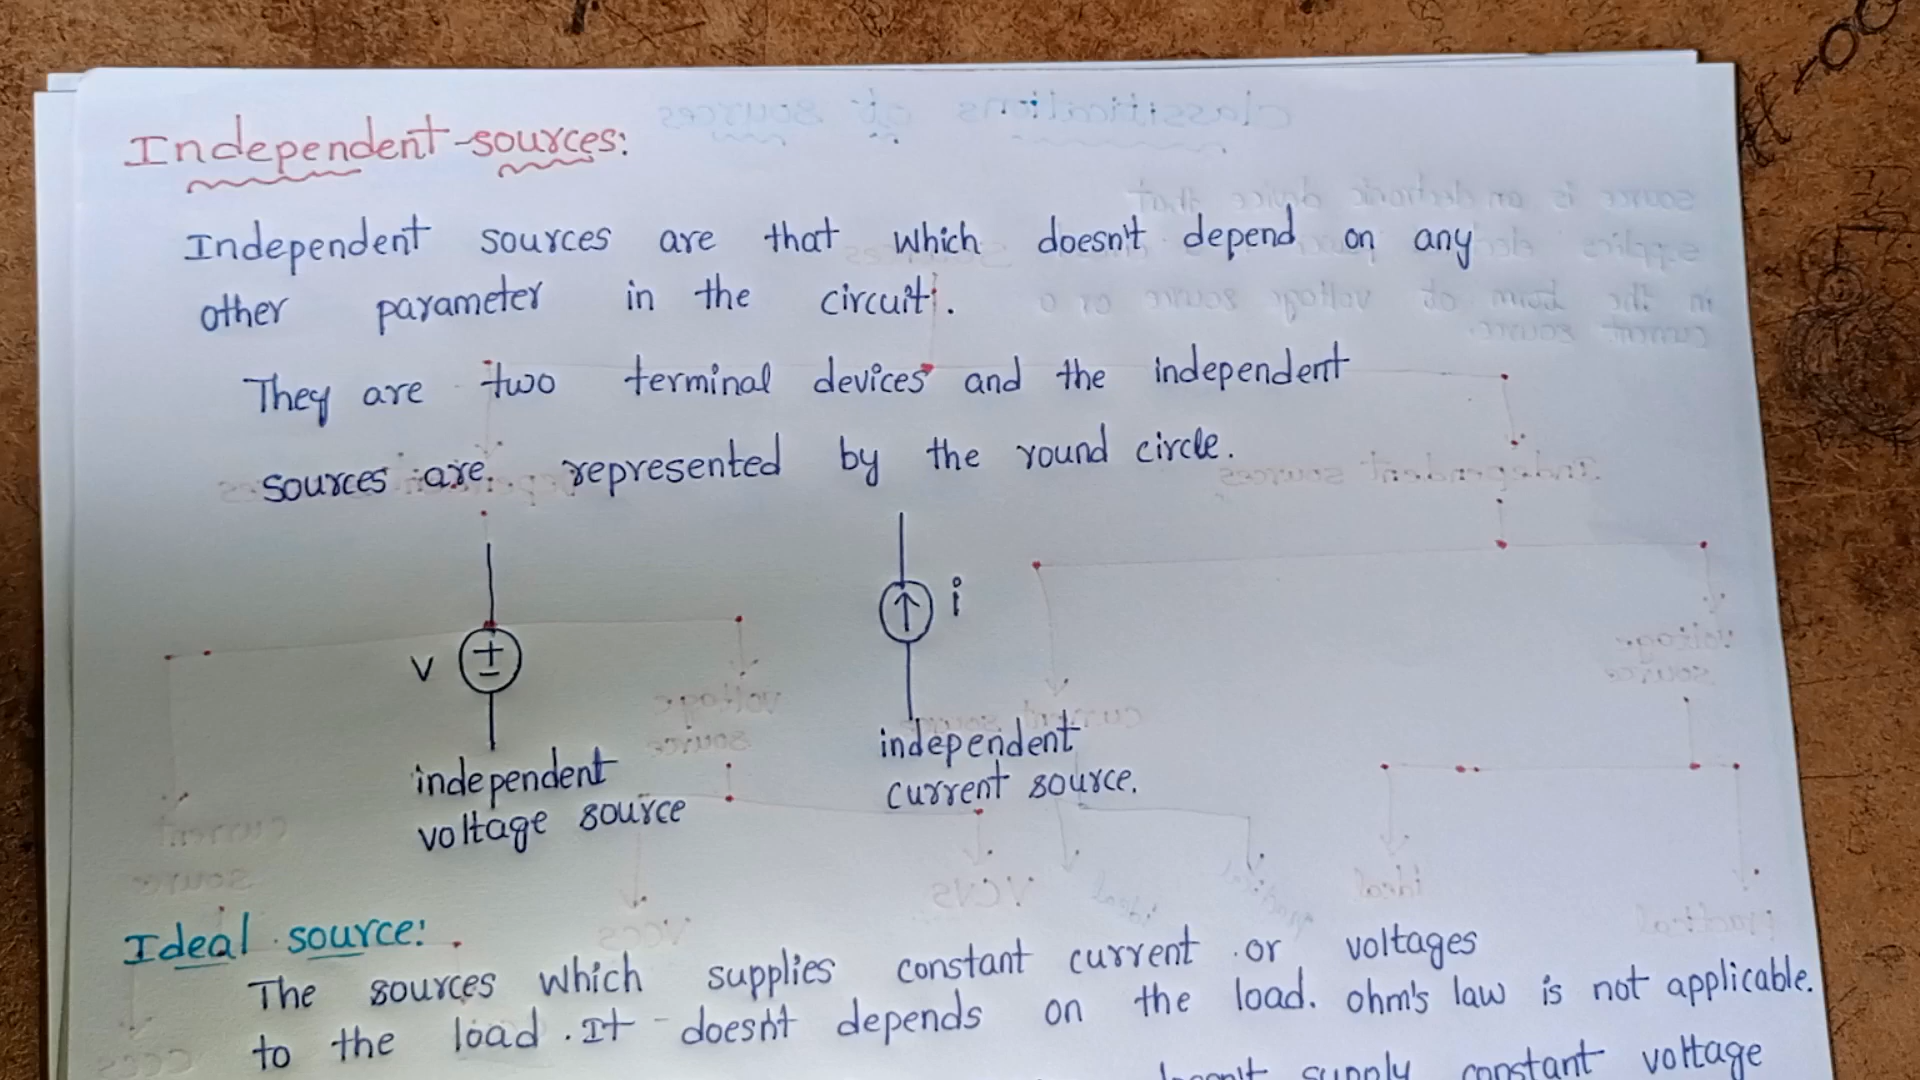 Independent sources:
Independent sources are that which doesn't depend on any
other parameter in the circuit.
They are two terminal devices and the independent
sources are represented by the round circle.
V + - i
independent voltage source
independent current source.
Ideal source:
The sources which supplies constant current or voltages
to the load. It doesn't depends on the load. ohm's law is not applicable.
supply constant voltage